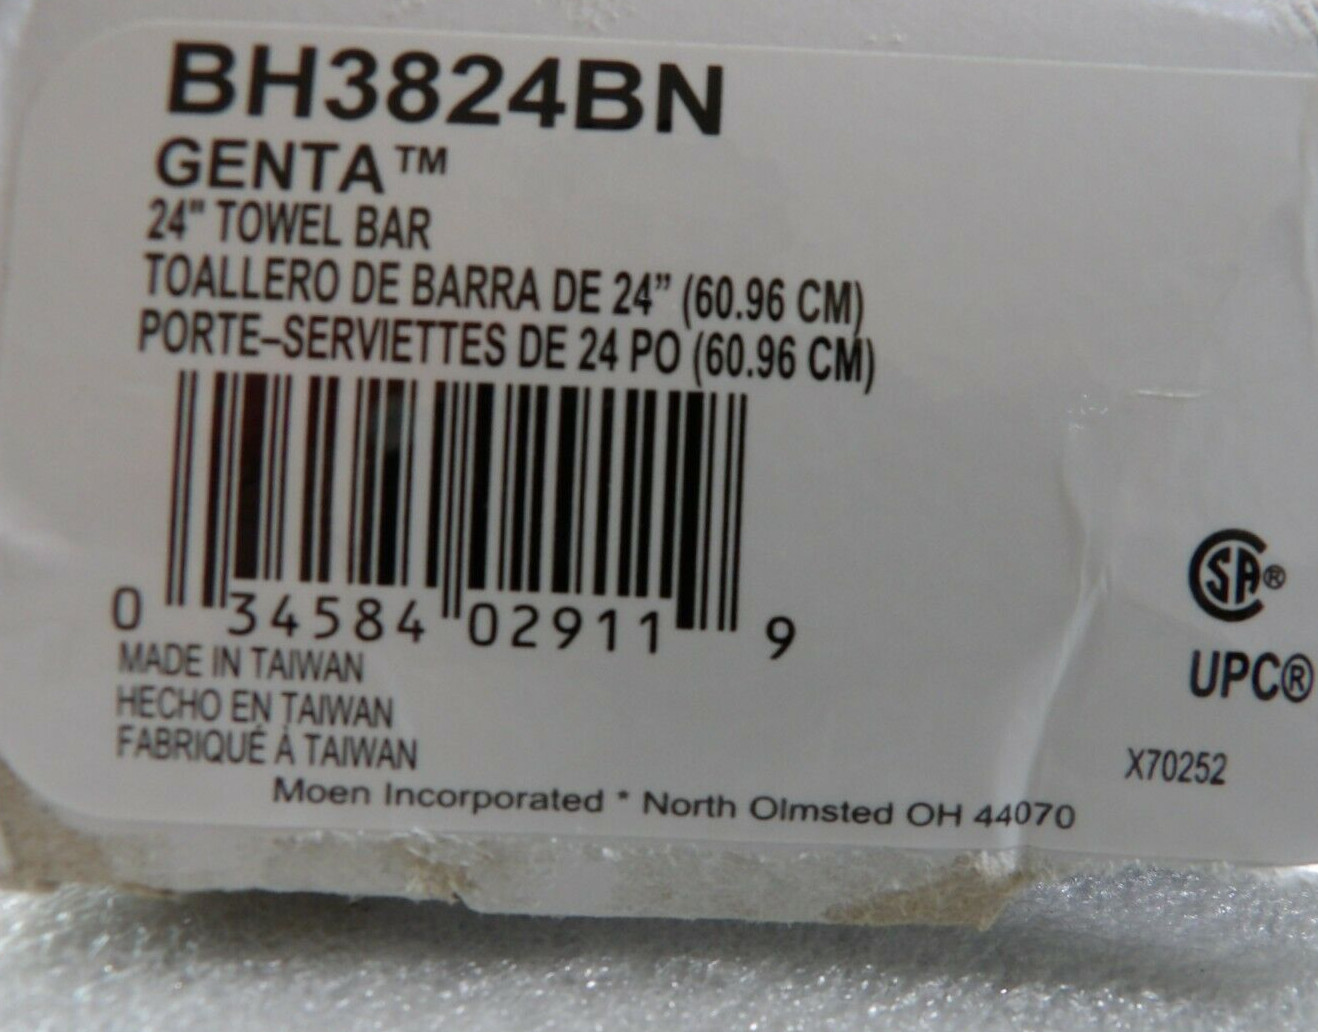 BH3824BN
GENTA™
24" TOWEL BAR
TOALLERO DE BARRA DE 24” (60.96 CM)
PORTE–SERVIETTES DE 24 PO (60.96 CM)
0 34584 02911 9
MADE IN TAIWAN
HECHO EN TAIWAN
FABRIQUÉ À TAIWAN
SA®
UPC®
X70252
Moen Incorporated * North Olmsted OH 44070